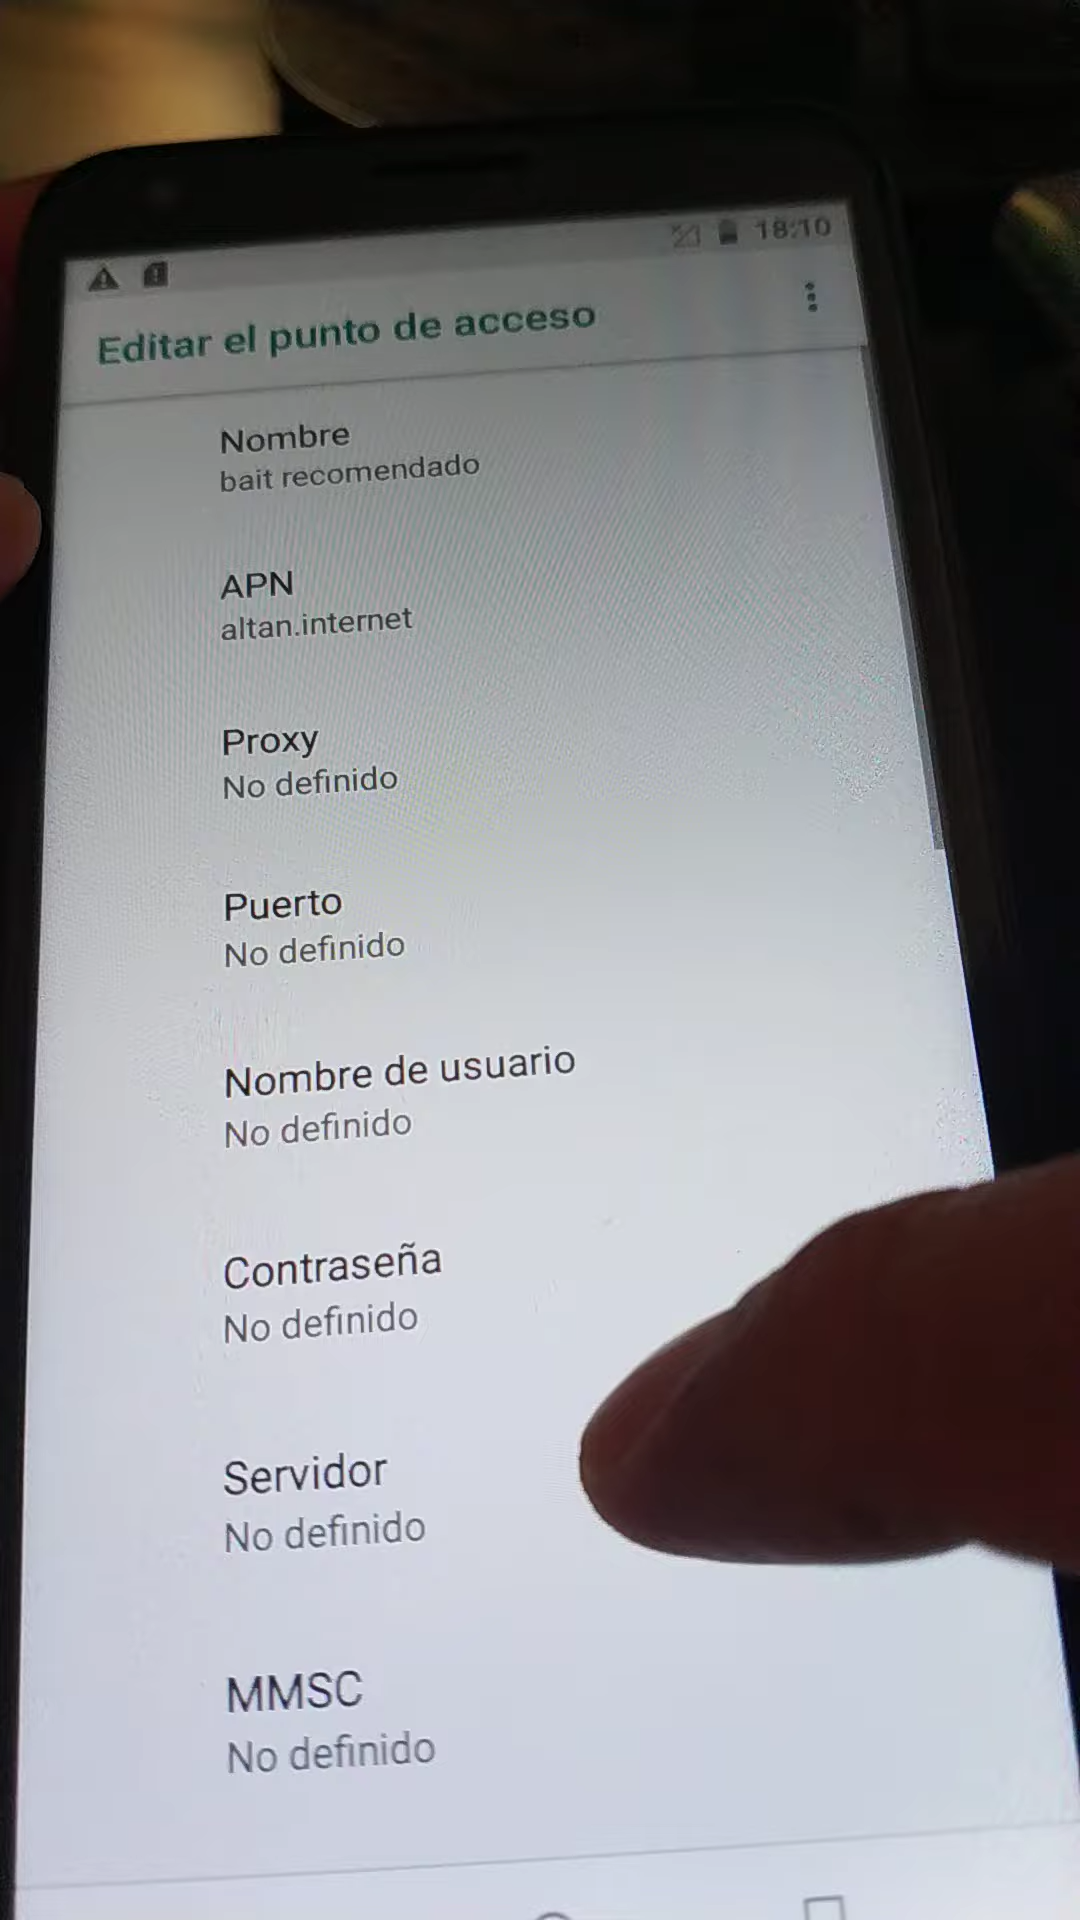 18:10
Editar el punto de acceso
Nombre
bait recomendado
APN
altan.internet
Proxy
No definido
Puerto
No definido
Nombre de usuario
No definido
Contraseña
No definido
Servidor
No definido
MMSC
No definido